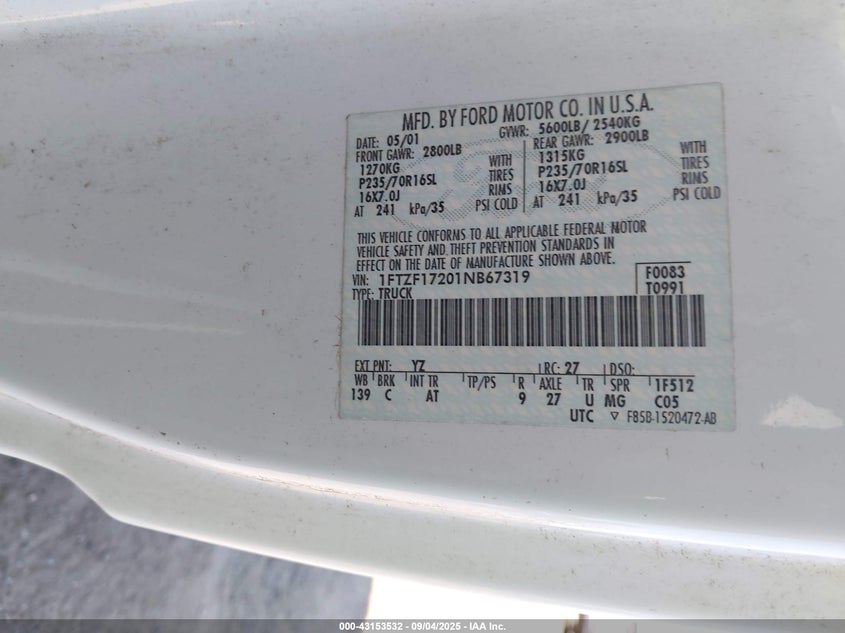 MFD. BY FORD MOTOR CO. IN U.S.A.
DATE: 05/01 GVWR: 5600LB/ 2540KG
FRONT GAWR: 2800LB REAR GAWR: 2900LB
1270KG WITH 1315KG WITH
P235/70R16SL TIRES P235/70R16SL TIRES
16X7.0J RIMS 16X7.0J RIMS
AT 241 kPa/35 PSI COLD AT 241 kPa/35 PSI COLD
THIS VEHICLE CONFORMS TO ALL APPLICABLE FEDERAL MOTOR
VEHICLE SAFETY AND THEFT PREVENTION STANDARDS IN
EFFECT ON THE DATE OF MANUFACTURE SHOWN ABOVE.
VIN: 1FTZF17201NB67319 F0083
TYPE: TRUCK T0991
EXT PNT: YZ RC: 27 DSO:
WB BRK INT TR TP/PS R AXLE TR SPR 1F512
139 C AT 9 27 U MG C05
UTC ▽ F85B-1520472-AB
000-43153532 - 09/04/2025 - IAA Inc.